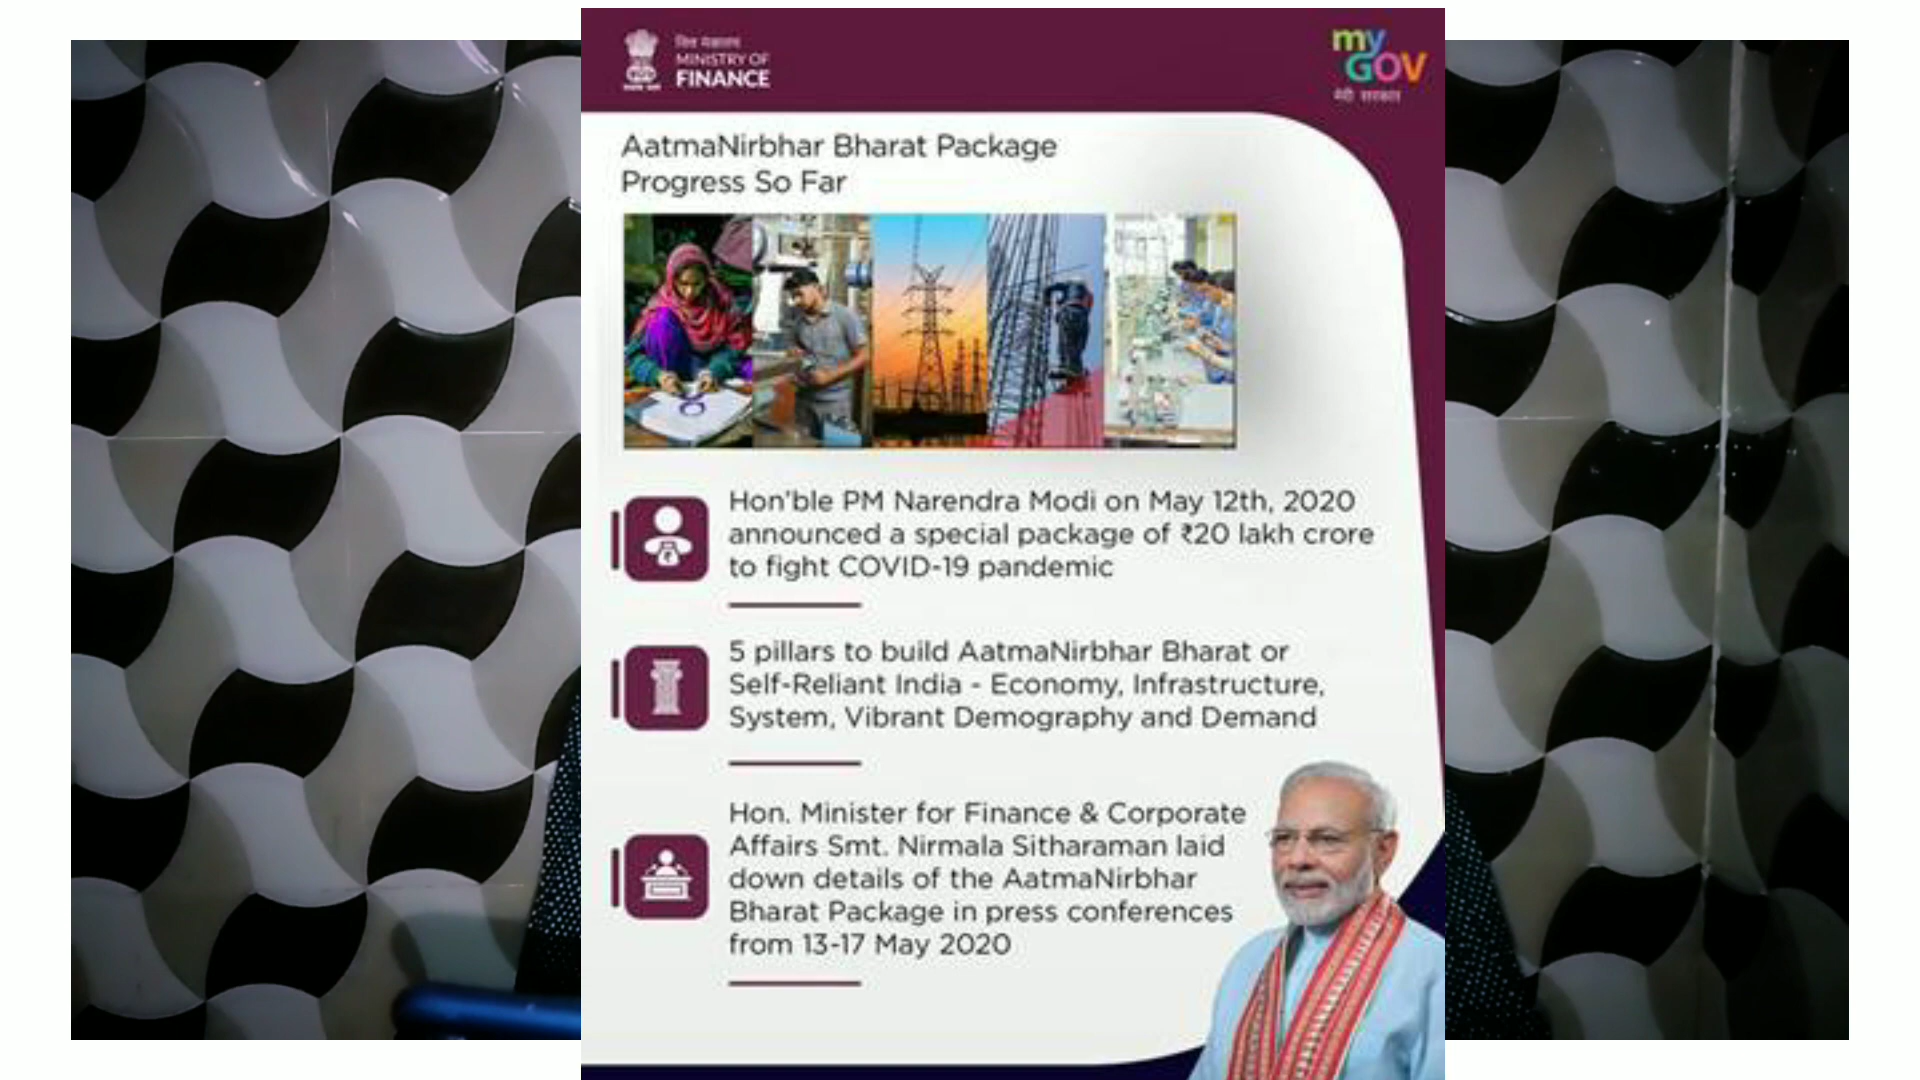 वित्त मंत्रालय
MINISTRY OF
FINANCE
my
GOV
मेरी सरकार
AatmaNirbhar Bharat Package
Progress So Far
Hon'ble PM Narendra Modi on May 12th, 2020
announced a special package of ₹20 lakh crore
to fight COVID-19 pandemic
5 pillars to build AatmaNirbhar Bharat or
Self-Reliant India - Economy, Infrastructure,
System, Vibrant Demography and Demand
Hon. Minister for Finance & Corporate
Affairs Smt. Nirmala Sitharaman laid
down details of the AatmaNirbhar
Bharat Package in press conferences
from 13-17 May 2020